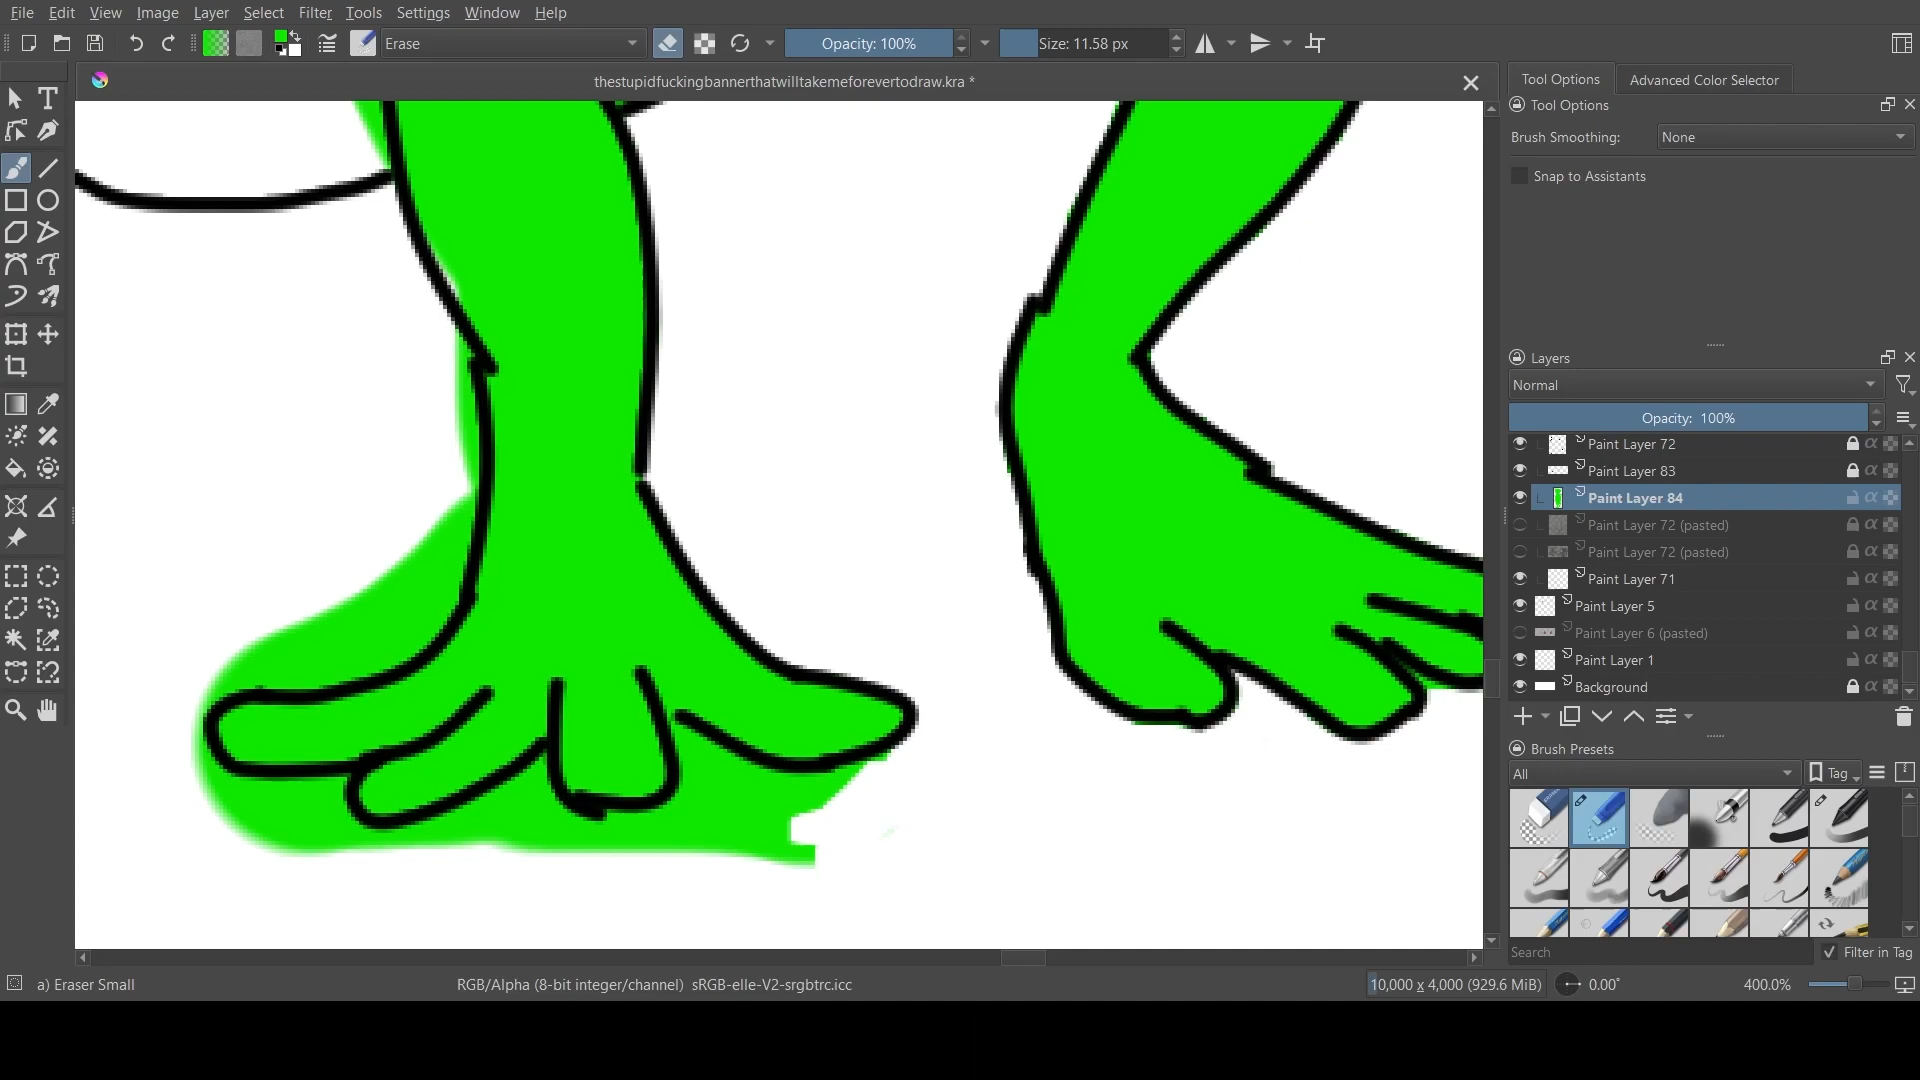 File Edit View Image Layer Select Filter Tools Settings Window Help
Erase Opacity: 100% Size: 11.58 px
thestupidfuckingbannerthatwilltakemeforevertodraw.kra *
Tool Options Advanced Color Selector
Tool Options
Brush Smoothing: None
Snap to Assistants
Layers
Normal
Opacity: 100%
Paint Layer 72
Paint Layer 83
Paint Layer 84
Paint Layer 72 (pasted)
Paint Layer 72 (pasted)
Paint Layer 71
Paint Layer 5
Paint Layer 6 (pasted)
Paint Layer 1
Background
Brush Presets
All Tag
Search Filter in Tag
a) Eraser Small RGB/Alpha (8-bit integer/channel) sRGB-elle-V2-srgbtrc.icc 10,000 x 4,000 (929.6 MiB) 0.00° 400.0%